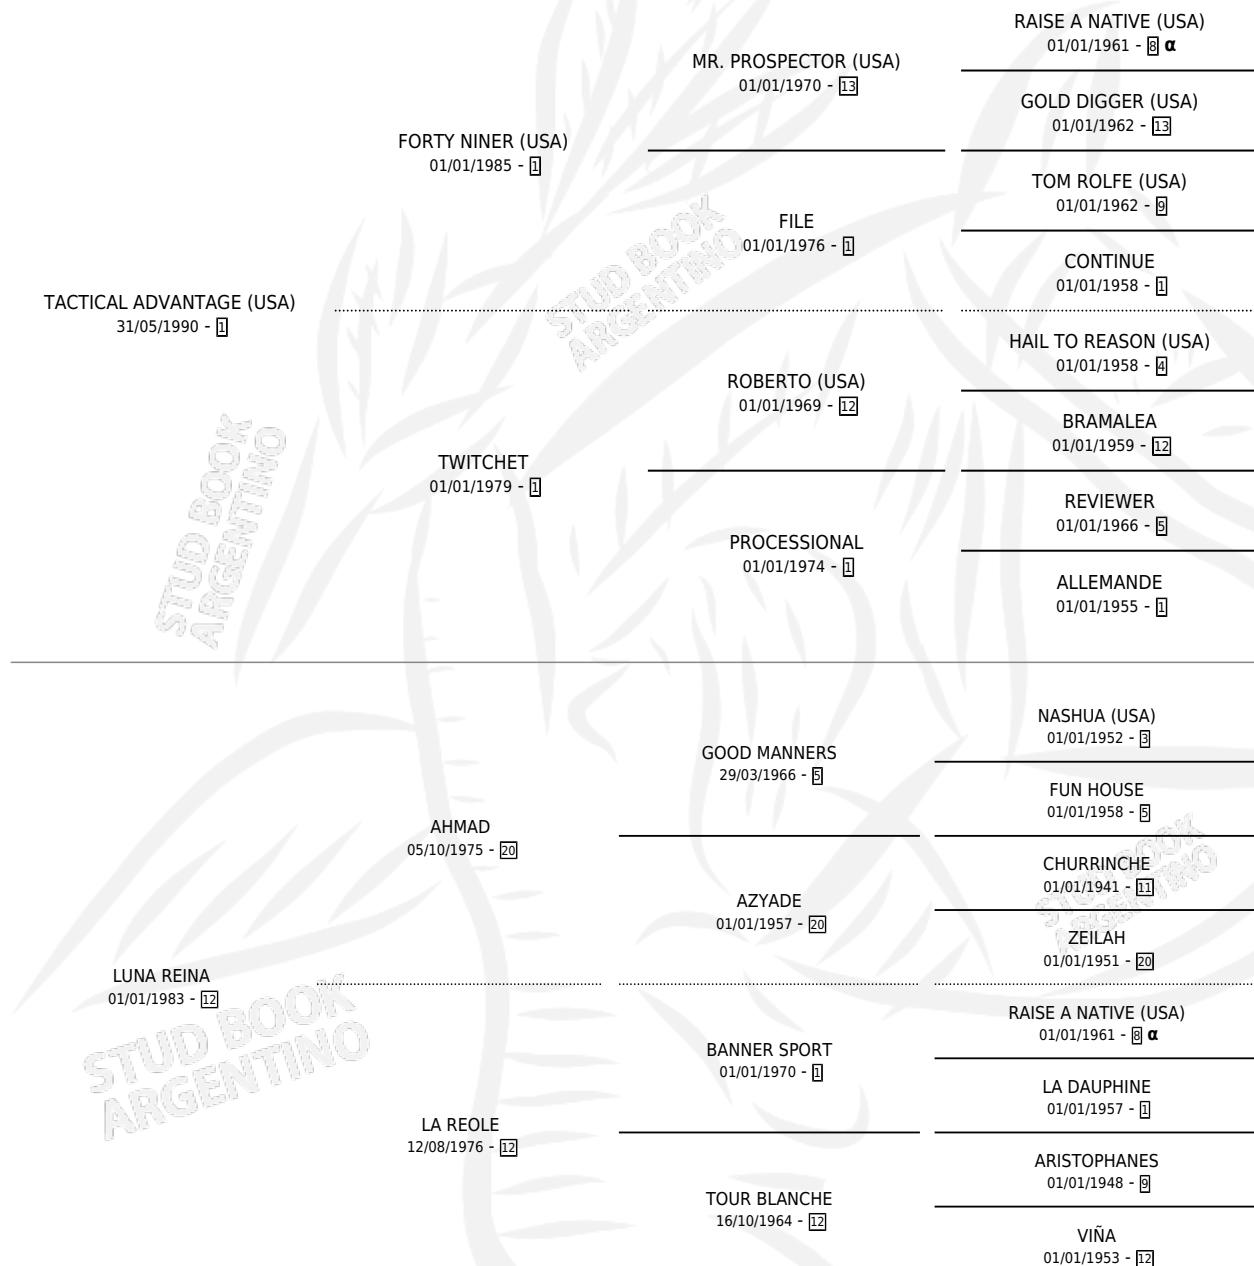 RAISE A NATIVE (USA)
01/01/1961 - 8 α
MR. PROSPECTOR (USA)
01/01/1970 - 13
GOLD DIGGER (USA)
01/01/1962 - 13
FORTY NINER (USA)
01/01/1985 - 1
TOM ROLFE (USA)
01/01/1962 - 9
FILE
01/01/1976 - 1
CONTINUE
01/01/1958 - 1
TACTICAL ADVANTAGE (USA)
31/05/1990 - 1
STUD BOOK
ARGENTINO
HAIL TO REASON (USA)
01/01/1958 - 4
ROBERTO (USA)
01/01/1969 - 12
BRAMALEA
01/01/1959 - 12
TWITCHET
01/01/1979 - 1
STUD BOOK
ARGENTINO
REVIEWER
01/01/1966 - 5
PROCESSIONAL
01/01/1974 - 1
ALLEMANDE
01/01/1955 - 1
NASHUA (USA)
01/01/1952 - 3
GOOD MANNERS
29/03/1966 - 5
FUN HOUSE
01/01/1958 - 5
AHMAD
05/10/1975 - 20
CHURRINCHE
01/01/1941 - 11
STUD BOOK
ARGENTINO
AZYADE
01/01/1957 - 20
ZEILAH
01/01/1951 - 20
LUNA REINA
01/01/1983 - 12
RAISE A NATIVE (USA)
01/01/1961 - 8 α
BANNER SPORT
01/01/1970 - 1
STUD BOOK
ARGENTINO
LA DAUPHINE
01/01/1957 - 1
LA REOLE
12/08/1976 - 12
ARISTOPHANES
01/01/1948 - 9
TOUR BLANCHE
16/10/1964 - 12
VIÑA
01/01/1953 - 12